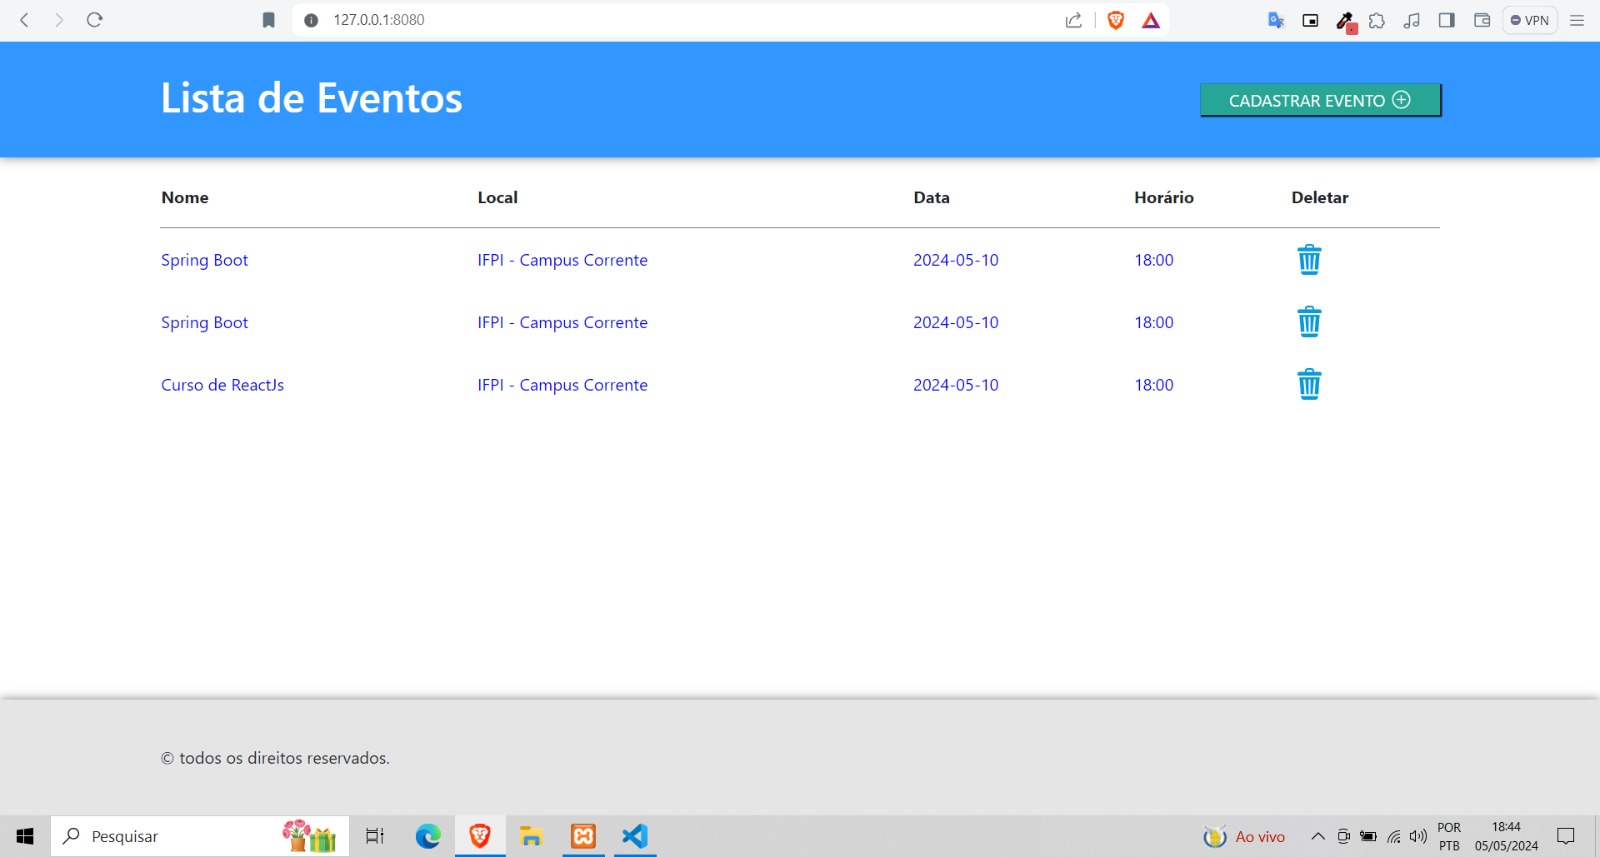 127.0.0.1:8080
VPN
Lista de Eventos
CADASTRAR EVENTO
Nome Local Data Horário Deletar
Spring Boot IFPI - Campus Corrente 2024-05-10 18:00
Spring Boot IFPI - Campus Corrente 2024-05-10 18:00
Curso de ReactJs IFPI - Campus Corrente 2024-05-10 18:00
© todos os direitos reservados.
Pesquisar
Ao vivo
POR
PTB
18:44
05/05/2024